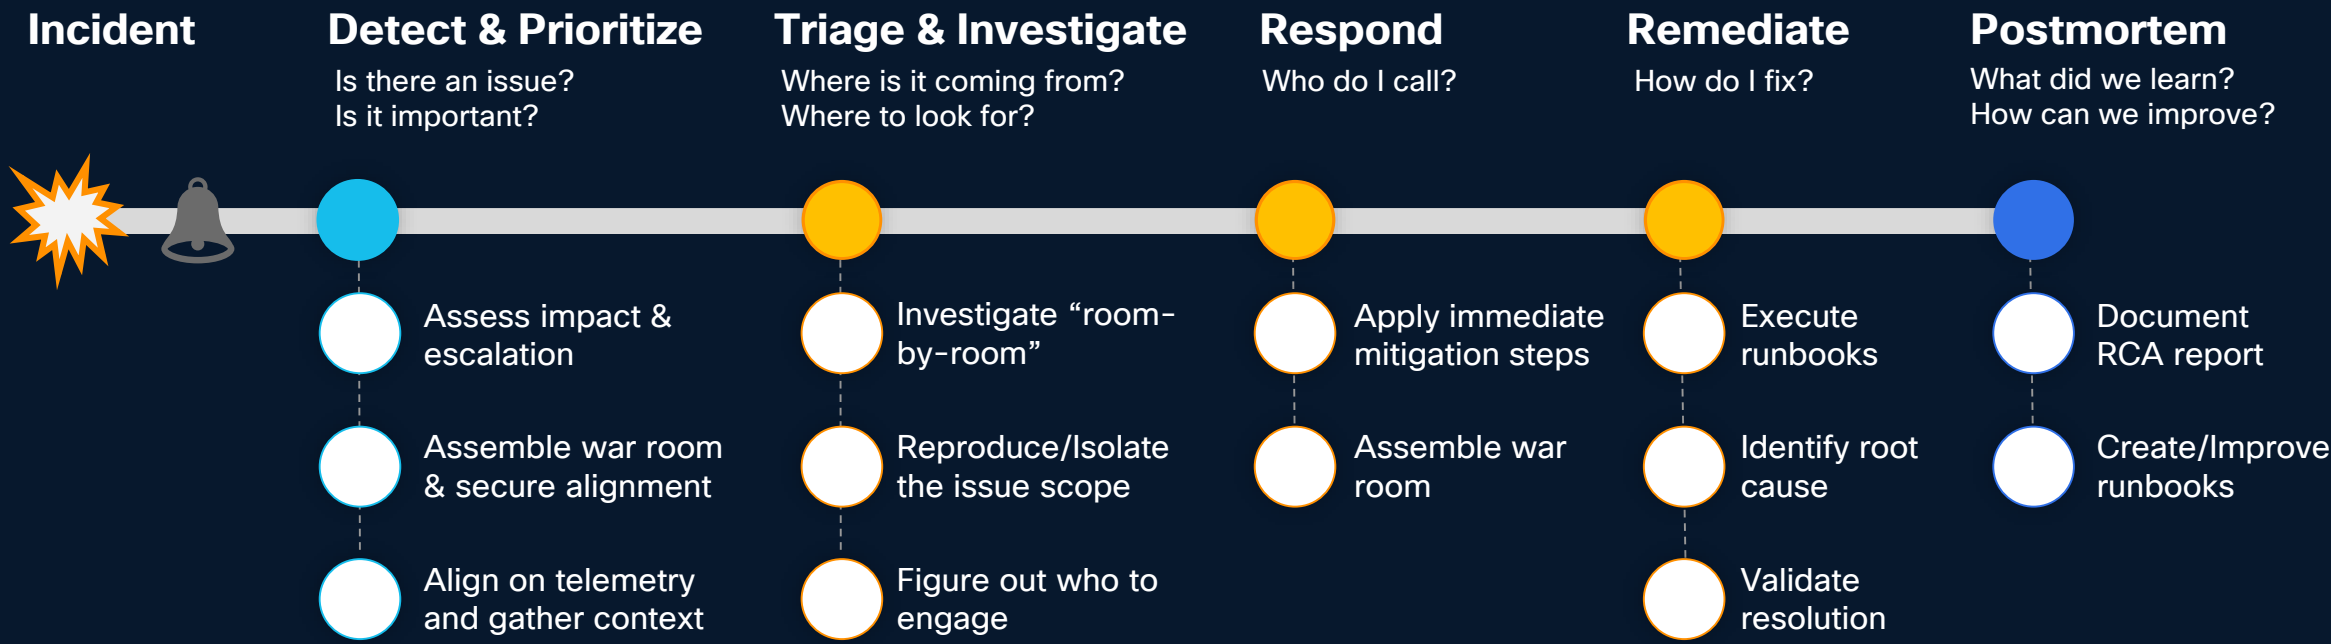 Incident
Detect & Prioritize
Is there an issue?
Is it important?
Triage & Investigate
Where is it coming from?
Where to look for?
Respond
Who do I call?
Remediate
How do I fix?
Postmortem
What did we learn?
How can we improve?
Assess impact &
escalation
Assemble war room
& secure alignment
Align on telemetry
and gather context
Investigate “room-
by-room”
Reproduce/Isolate
the issue scope
Figure out who to
engage
Apply immediate
mitigation steps
Assemble war
room
Execute
runbooks
Identify root
cause
Validate
resolution
Document
RCA report
Create/Improve
runbooks